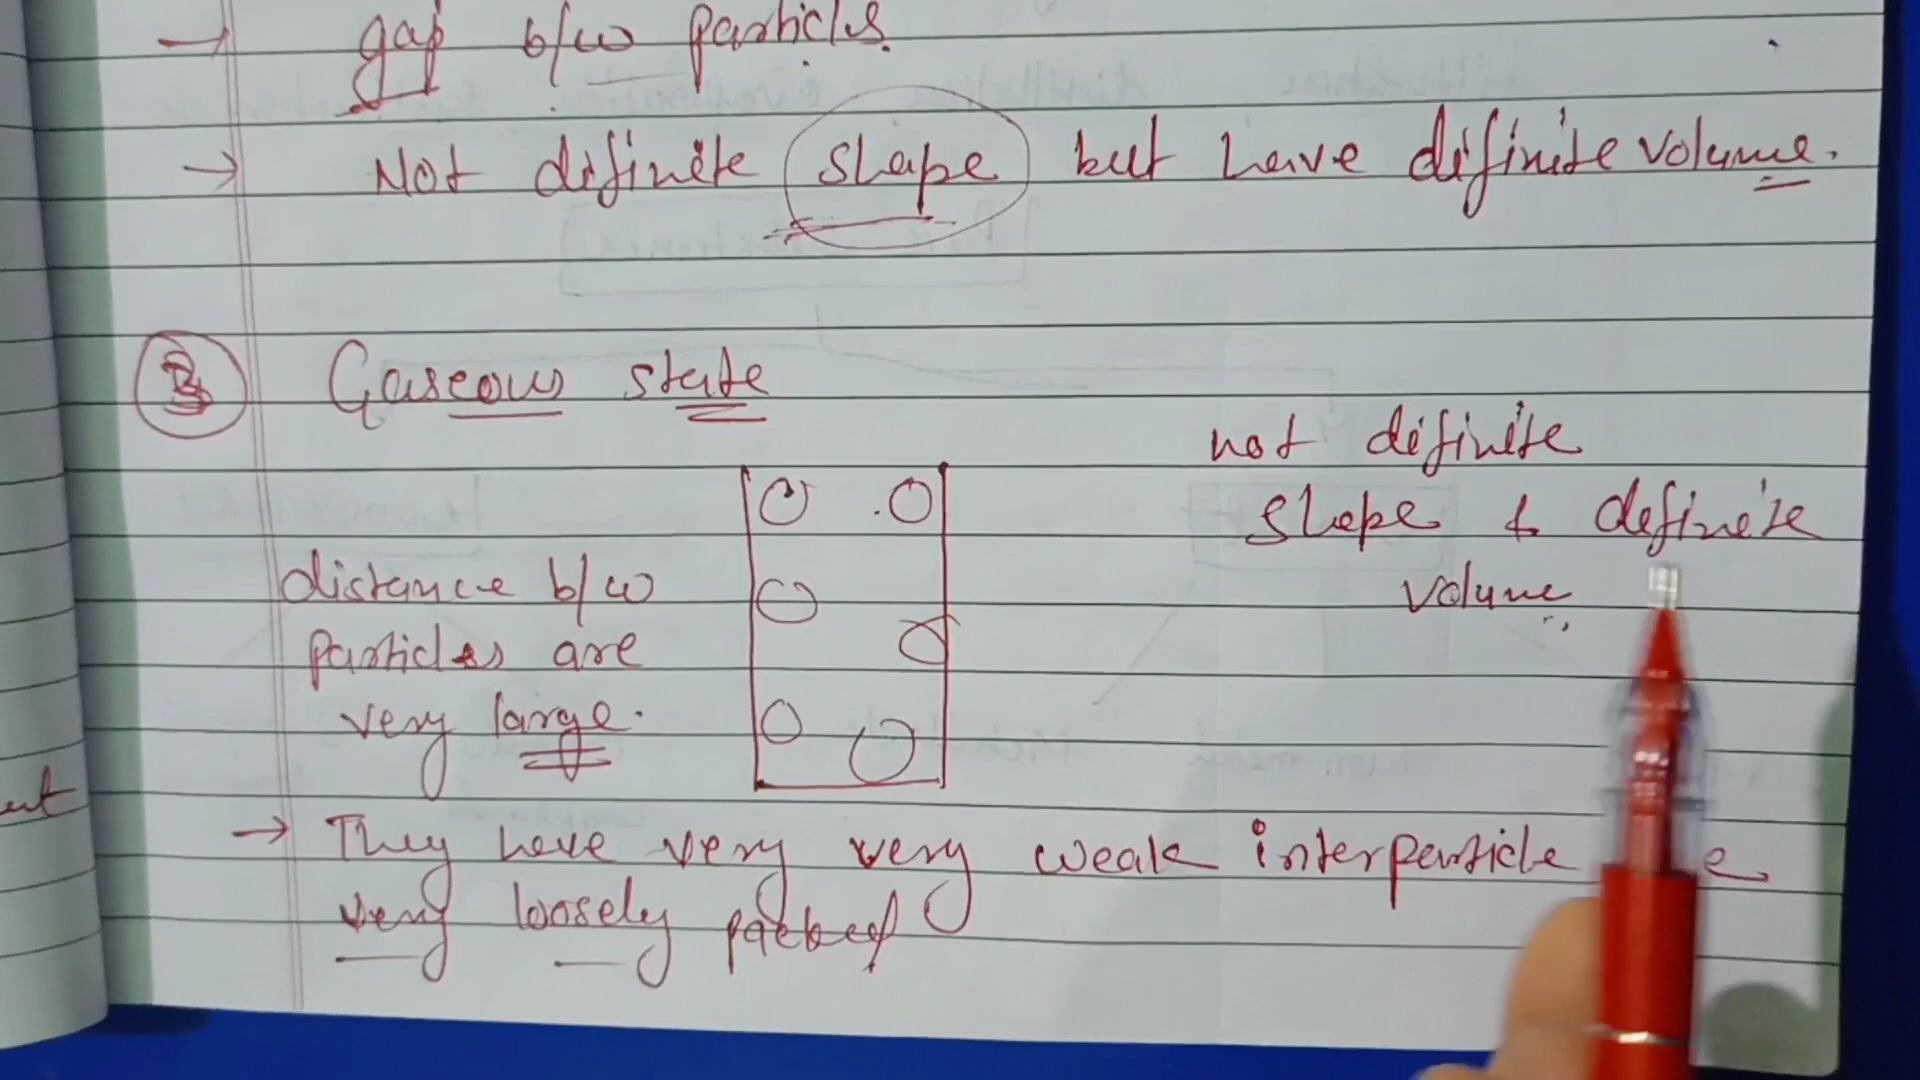 → gap b/w particles.
→ Not definite shape but have definite volume.
3 Gaseous state
not definite
shape & definite
volume
distance b/w
particles are
very large.
→ They have very very weak interparticle
very loosely packed